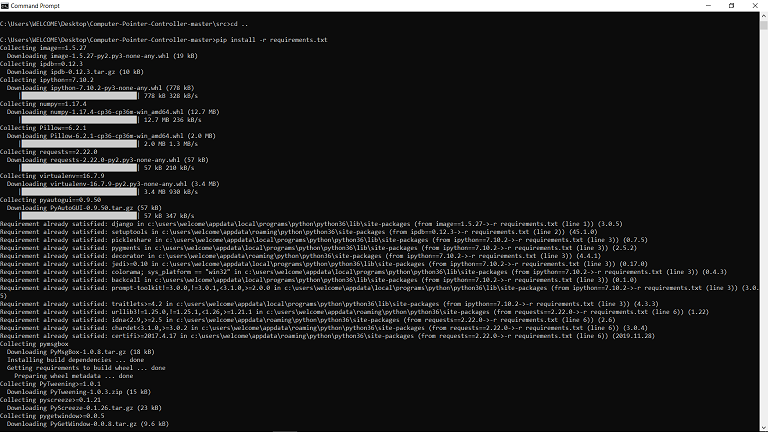 Command Prompt
C:\Users\WELCOME\Desktop\Computer-Pointer-Controller-master\src>cd ..
C:\Users\WELCOME\Desktop\Computer-Pointer-Controller-master>pip install -r requirements.txt
Collecting image==1.5.27
Downloading image-1.5.27-py2.py3-none-any.whl (19 kB)
Collecting ipdb==0.12.3
Downloading ipdb-0.12.3.tar.gz (10 kB)
Collecting ipython==7.10.2
Downloading ipython-7.10.2-py3-none-any.whl (778 kB)
| | 778 kB 328 kB/s
Collecting numpy==1.17.4
Downloading numpy-1.17.4-cp36-cp36m-win_amd64.whl (12.7 MB)
| | 12.7 MB 236 kB/s
Collecting Pillow==6.2.1
Downloading Pillow-6.2.1-cp36-cp36m-win_amd64.whl (2.0 MB)
| | 2.0 MB 1.3 MB/s
Collecting requests==2.22.0
Downloading requests-2.22.0-py2.py3-none-any.whl (57 kB)
| | 57 kB 210 kB/s
Collecting virtualenv==16.7.9
Downloading virtualenv-16.7.9-py2.py3-none-any.whl (3.4 MB)
| | 3.4 MB 930 kB/s
Collecting pyautogui==0.9.50
Downloading PyAutoGUI-0.9.50.tar.gz (57 kB)
| | 57 kB 347 kB/s
Requirement already satisfied: django in c:\users\welcome\appdata\local\programs\python\python36\lib\site-packages (from image==1.5.27->-r requirements.txt (line 1)) (3.0.5)
Requirement already satisfied: setuptools in c:\users\welcome\appdata\roaming\python\python36\site-packages (from ipdb==0.12.3->-r requirements.txt (line 2)) (45.1.0)
Requirement already satisfied: pickleshare in c:\users\welcome\appdata\local\programs\python\python36\lib\site-packages (from ipython==7.10.2->-r requirements.txt (line 3)) (0.7.5)
Requirement already satisfied: pygments in c:\users\welcome\appdata\local\programs\python\python36\lib\site-packages (from ipython==7.10.2->-r requirements.txt (line 3)) (2.5.2)
Requirement already satisfied: decorator in c:\users\welcome\appdata\roaming\python\python36\site-packages (from ipython==7.10.2->-r requirements.txt (line 3)) (4.4.1)
Requirement already satisfied: jedi>=0.10 in c:\users\welcome\appdata\local\programs\python\python36\lib\site-packages (from ipython==7.10.2->-r requirements.txt (line 3)) (0.17.0)
Requirement already satisfied: colorama; sys_platform == "win32" in c:\users\welcome\appdata\local\programs\python\python36\lib\site-packages (from ipython==7.10.2->-r requirements.txt (line 3)) (0.4.3)
Requirement already satisfied: backcall in c:\users\welcome\appdata\local\programs\python\python36\lib\site-packages (from ipython==7.10.2->-r requirements.txt (line 3)) (0.1.0)
Requirement already satisfied: prompt-toolkit!=3.0.0,!=3.0.1,<3.1.0,>=2.0.0 in c:\users\welcome\appdata\local\programs\python\python36\lib\site-packages (from ipython==7.10.2->-r requirements.txt (line 3)) (3.0.
5)
Requirement already satisfied: traitlets>=4.2 in c:\users\welcome\appdata\local\programs\python\python36\lib\site-packages (from ipython==7.10.2->-r requirements.txt (line 3)) (4.3.3)
Requirement already satisfied: urllib3!=1.25.0,!=1.25.1,<1.26,>=1.21.1 in c:\users\welcome\appdata\roaming\python\python36\site-packages (from requests==2.22.0->-r requirements.txt (line 6)) (1.22)
Requirement already satisfied: idna<2.9,>=2.5 in c:\users\welcome\appdata\roaming\python\python36\site-packages (from requests==2.22.0->-r requirements.txt (line 6)) (2.6)
Requirement already satisfied: chardet<3.1.0,>=3.0.2 in c:\users\welcome\appdata\roaming\python\python36\site-packages (from requests==2.22.0->-r requirements.txt (line 6)) (3.0.4)
Requirement already satisfied: certifi>=2017.4.17 in c:\users\welcome\appdata\roaming\python\python36\site-packages (from requests==2.22.0->-r requirements.txt (line 6)) (2019.11.28)
Collecting pymsgbox
Downloading PyMsgBox-1.0.8.tar.gz (18 kB)
Installing build dependencies ... done
Getting requirements to build wheel ... done
Preparing wheel metadata ... done
Collecting PyTweening>=1.0.1
Downloading PyTweening-1.0.3.zip (15 kB)
Collecting pyscreeze>=0.1.21
Downloading PyScreeze-0.1.26.tar.gz (23 kB)
Collecting pygetwindow>=0.0.5
Downloading PyGetWindow-0.0.8.tar.gz (9.6 kB)